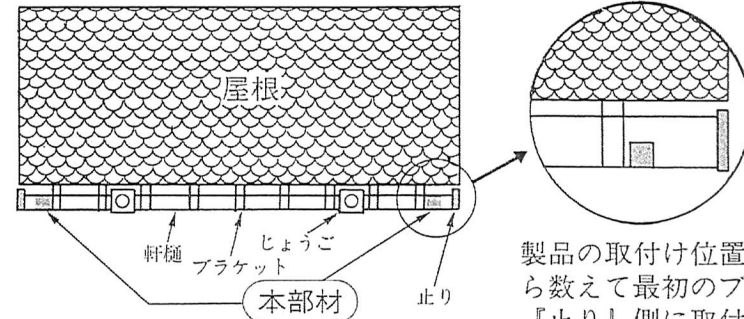 屋根
軒樋
ブラケット
じょうご
止り
本部材
製品の取付け位置
ら数えて最初のブ
『止り』側に取付